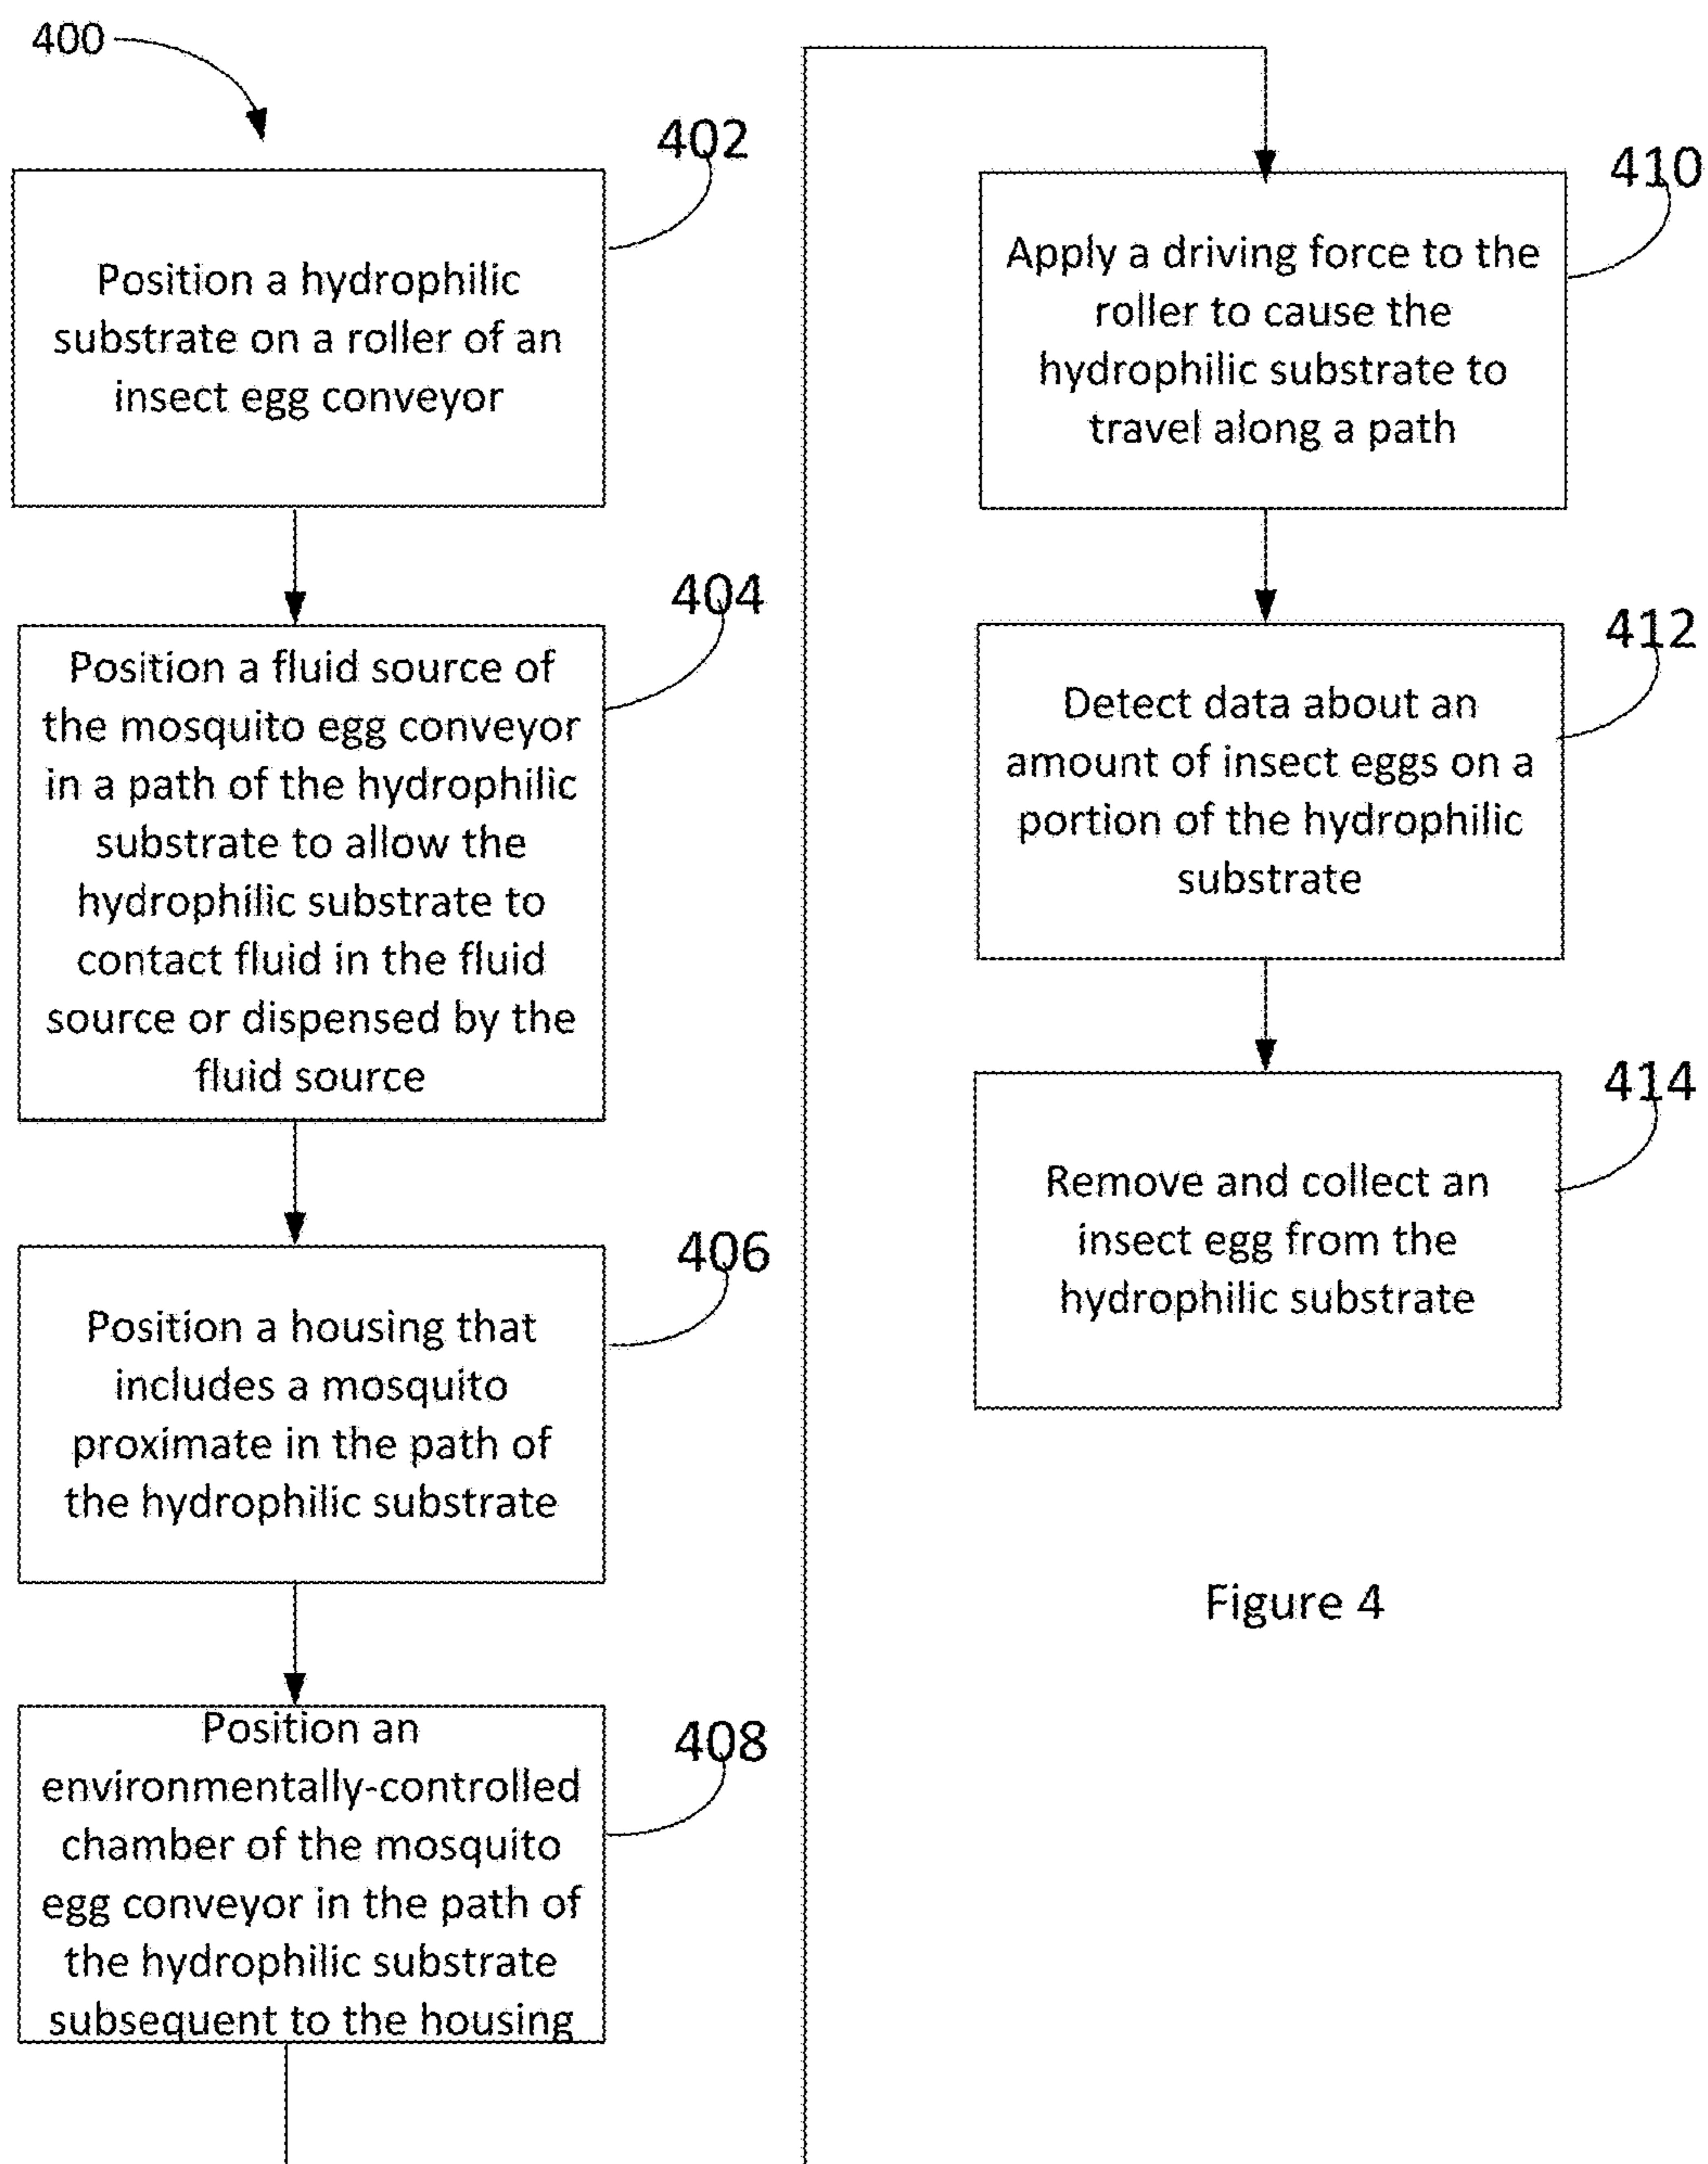 400
402
Position a hydrophilic
substrate on a roller of an
insect egg conveyor
404
Position a fluid source of
the mosquito egg conveyor
in a path of the hydrophilic
substrate to allow the
hydrophilic substrate to
contact fluid in the fluid
source or dispensed by the
fluid source
406
Position a housing that
includes a mosquito
proximate in the path of
the hydrophilic substrate
408
Position an
environmentally-controlled
chamber of the mosquito
egg conveyor in the path of
the hydrophilic substrate
subsequent to the housing
410
Apply a driving force to the
roller to cause the
hydrophilic substrate to
travel along a path
412
Detect data about an
amount of insect eggs on a
portion of the hydrophilic
substrate
414
Remove and collect an
insect egg from the
hydrophilic substrate
Figure 4